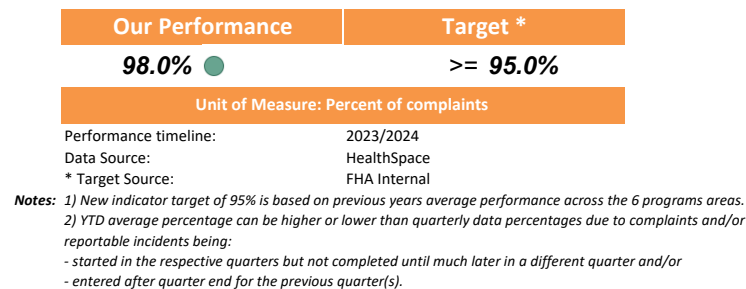 Our Performance Target *
98.0% >= 95.0%
Unit of Measure: Percent of complaints
Performance timeline: 2023/2024
Data Source: HealthSpace
* Target Source: FHA Internal
Notes: 1) New indicator target of 95% is based on previous years average performance across the 6 programs areas.
2) YTD average percentage can be higher or lower than quarterly data percentages due to complaints and/or
reportable incidents being:
- started in the respective quarters but not completed until much later in a different quarter and/or
- entered after quarter end for the previous quarter(s).